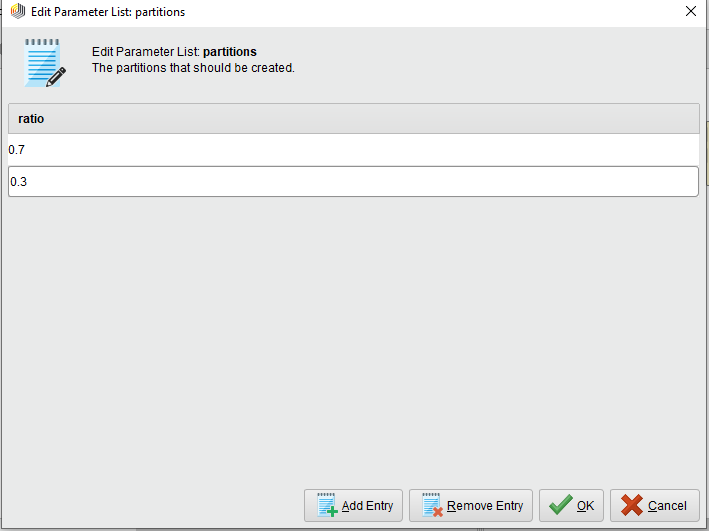 Edit Parameter List: partitions
Edit Parameter List: partitions
The partitions that should be created.
ratio
0.7
0.3
Add Entry
Remove Entry
OK
Cancel